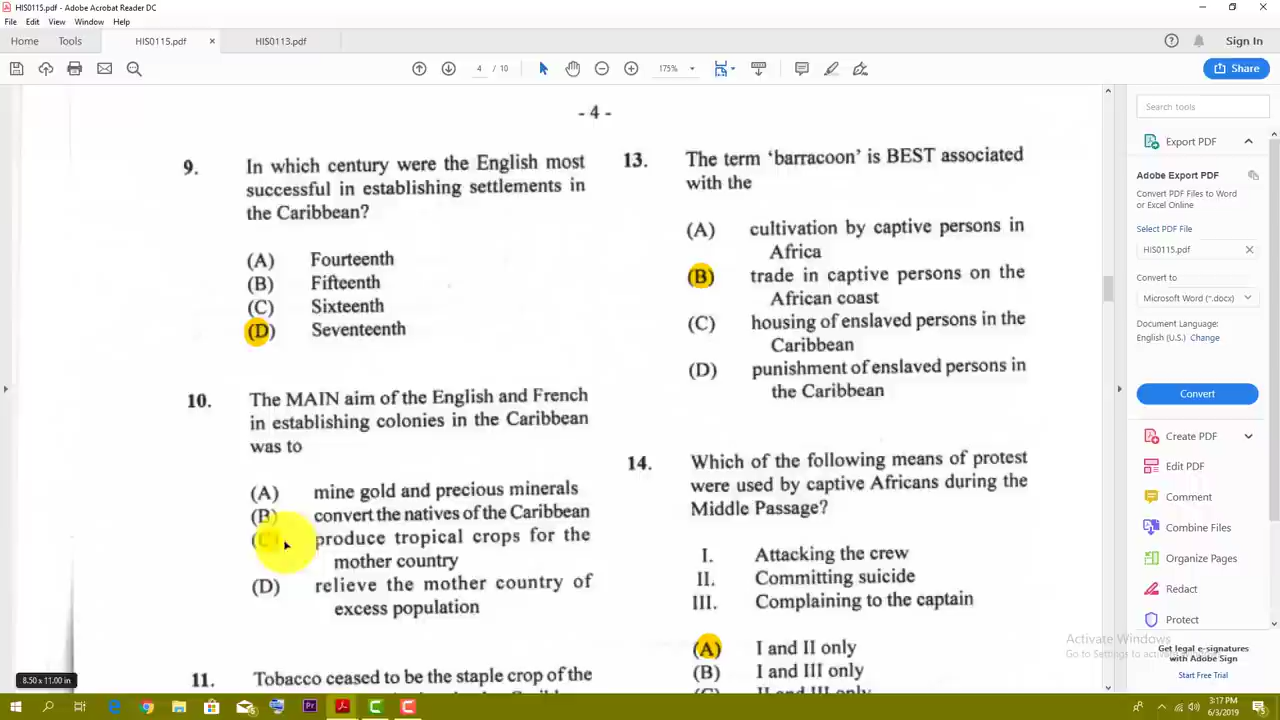 HIS0115.pdf - Adobe Acrobat Reader DC
File Edit View Window Help
Home Tools HIS0115.pdf × HIS0113.pdf Sign In
4 / 10 175% Share
- 4 -
9. In which century were the English most
successful in establishing settlements in
the Caribbean?
(A) Fourteenth
(B) Fifteenth
(C) Sixteenth
(D) Seventeenth
10. The MAIN aim of the English and French
in establishing colonies in the Caribbean
was to
(A) mine gold and precious minerals
(B) convert the natives of the Caribbean
(C) produce tropical crops for the
mother country
(D) relieve the mother country of
excess population
11. Tobacco ceased to be the staple crop of the
13. The term ‘barracoon’ is BEST associated
with the
(A) cultivation by captive persons in
Africa
(B) trade in captive persons on the
African coast
(C) housing of enslaved persons in the
Caribbean
(D) punishment of enslaved persons in
the Caribbean
14. Which of the following means of protest
were used by captive Africans during the
Middle Passage?
I. Attacking the crew
II. Committing suicide
III. Complaining to the captain
(A) I and II only
(B) I and III only
(C) II and III only
Search tools
Export PDF
Adobe Export PDF
Convert PDF Files to Word
or Excel Online
Select PDF File
HIS0115.pdf
Convert to
Microsoft Word (*.docx)
Document Language:
English (U.S.) Change
Convert
Create PDF
Edit PDF
Comment
Combine Files
Organize Pages
Redact
Protect
Activate Windows
Go to Settings to activate
Get legal e-signatures
with Adobe Sign
Start Free Trial
8.50 x 11.00 in
3:17 PM
6/3/2019